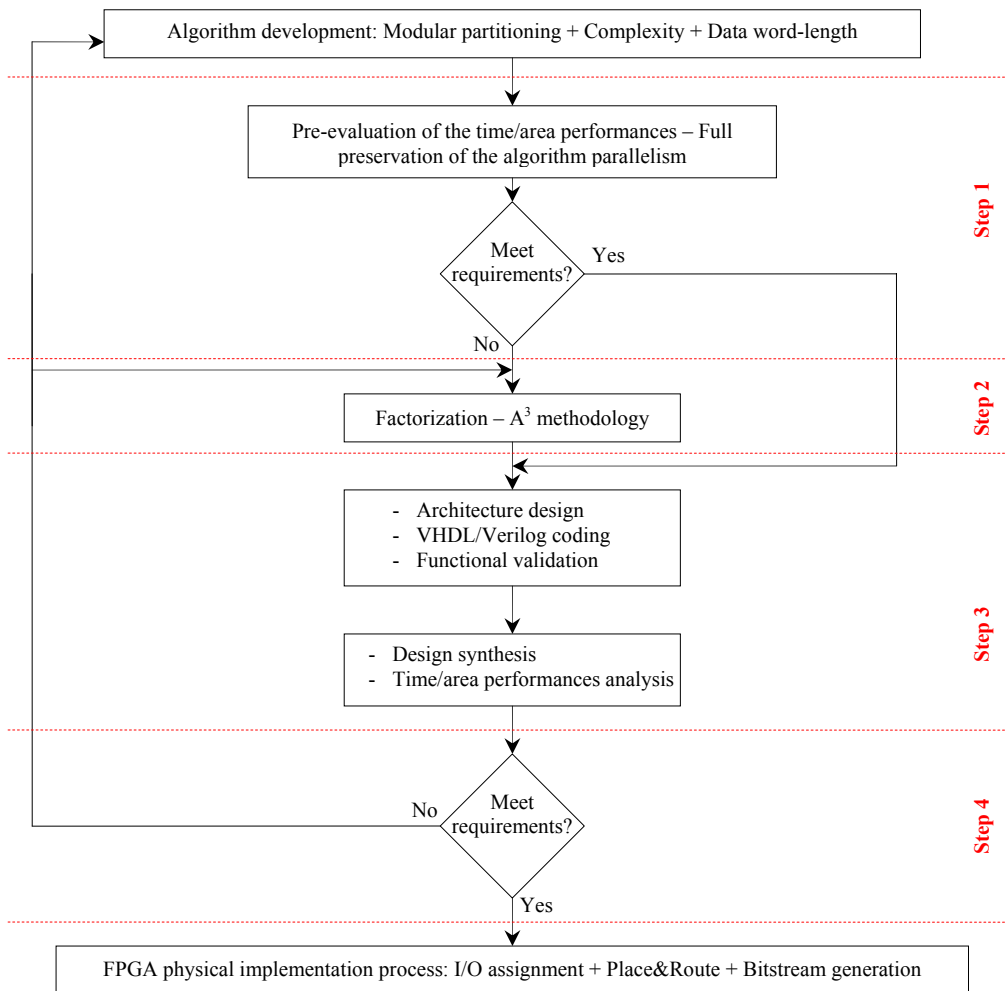 Algorithm development: Modular partitioning + Complexity + Data word-length
Pre-evaluation of the time/area performances – Full
preservation of the algorithm parallelism
Step 1
Meet
requirements?
Yes
No
Step 2
Factorization – A³ methodology
- Architecture design
- VHDL/Verilog coding
- Functional validation
Step 3
- Design synthesis
- Time/area performances analysis
Step 4
No
Meet
requirements?
Yes
FPGA physical implementation process: I/O assignment + Place&Route + Bitstream generation